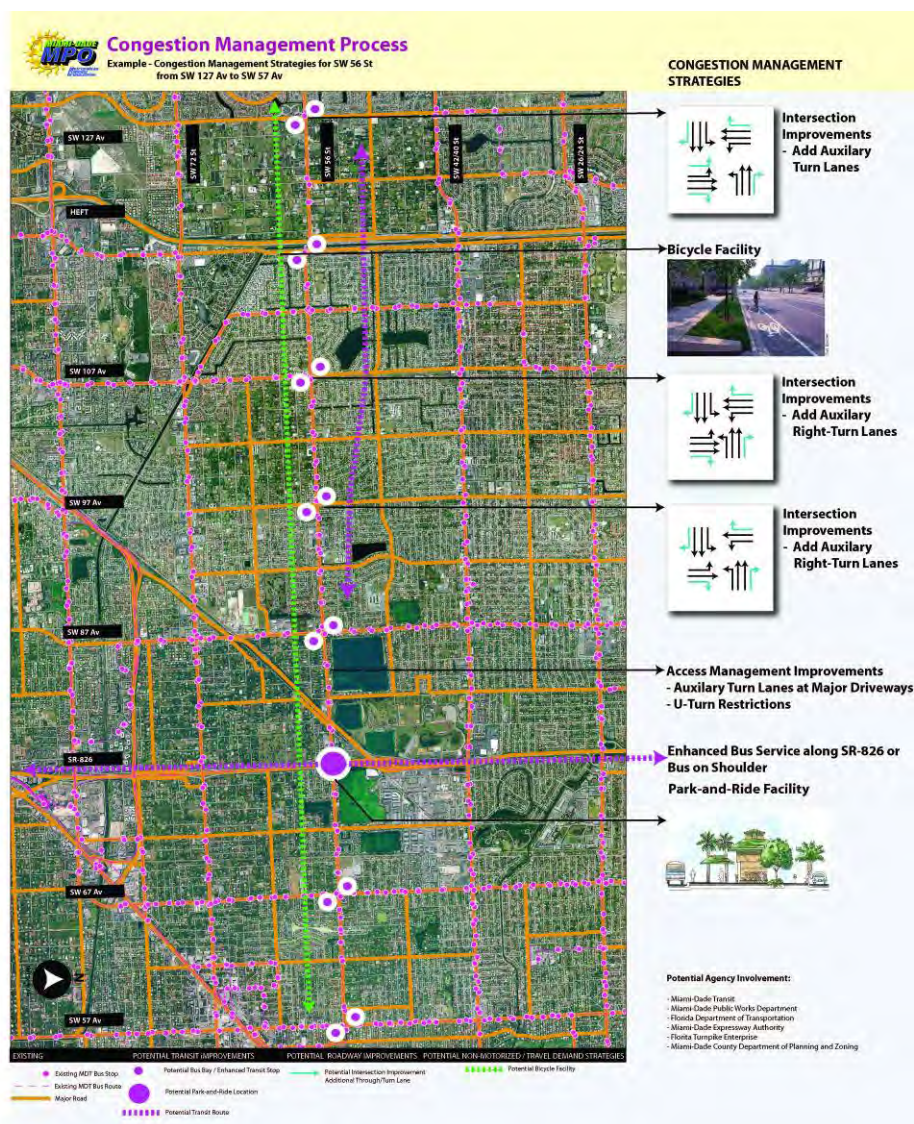 MIAMI-DADE
MPO
Congestion Management Process
Example - Congestion Management Strategies for SW 56 St
from SW 127 Av to SW 57 Av
CONGESTION MANAGEMENT
STRATEGIES
SW 127 Av
SW 72 St
SW 56 St
SW 42/40 St
SW 26/24 St
HEFT
SW 107 Av
SW 97 Av
SW 87 Av
SR-826
SW 67 Av
SW 57 Av
N
Intersection
Improvements
- Add Auxilary
Turn Lanes
Bicycle Facility
Intersection
Improvements
- Add Auxilary
Right-Turn Lanes
Intersection
Improvements
- Add Auxilary
Right-Turn Lanes
Access Management Improvements
- Auxilary Turn Lanes at Major Driveways
- U-Turn Restrictions
Enhanced Bus Service along SR-826 or
Bus on Shoulder
Park-and-Ride Facility
Potential Agency Involvement:
- Miami-Dade Transit
- Miami-Dade Public Works Department
- Florida Department of Transportation
- Miami-Dade Expressway Authority
- Florita Turnpike Enterprise
- Miami-Dade County Department of Planning and Zoning
EXISTING
POTENTIAL TRANSIT iMPROVEMENTS
POTENTIAL ROADWAY IMPROVEMENTS
POTENTIAL NON-MOTORIZED / TRAVEL DEMAND STRATEGIES
Existing MDT Bus Stop
Existing MDT Bus Route
Major Road
Potential Bus Bay / Enhanced Transit Stop
Potential Park-and-Ride Location
Potential Transit Route
Potential Intersection Improvement
Additional Through/Turn Lane
Potential Bicycle Facility